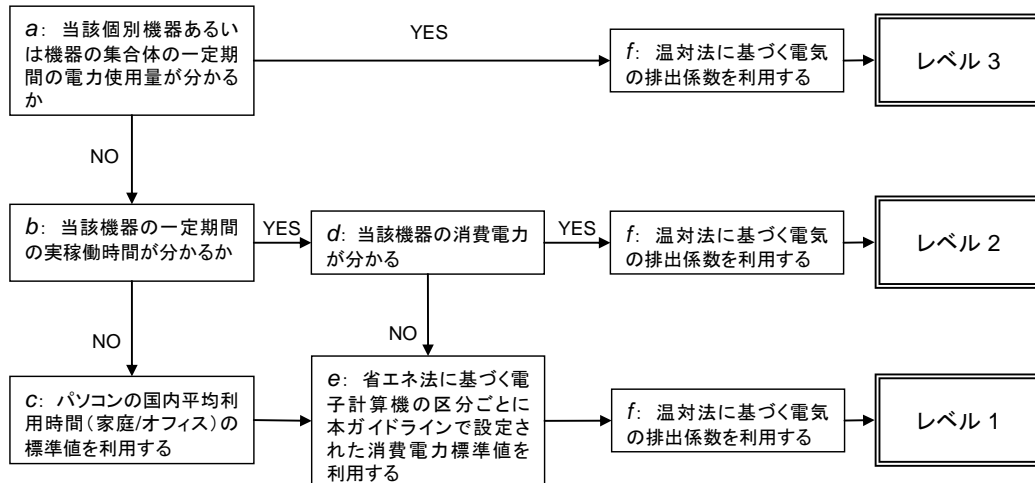 a: 当該個別機器あるい
は機器の集合体の一定期
間の電力使用量が分かる
か
YES
f: 温対法に基づく電気
の排出係数を利用する
レベル 3
NO
b: 当該機器の一定期間
の実稼働時間が分かるか
YES
d: 当該機器の消費電力
が分かる
YES
f: 温対法に基づく電気
の排出係数を利用する
レベル 2
NO
NO
c: パソコンの国内平均利
用時間(家庭/オフィス)の
標準値を利用する
e: 省エネ法に基づく電
子計算機の区分ごとに
本ガイドラインで設定され
た消費電力標準値を
利用する
f: 温対法に基づく電気
の排出係数を利用する
レベル 1